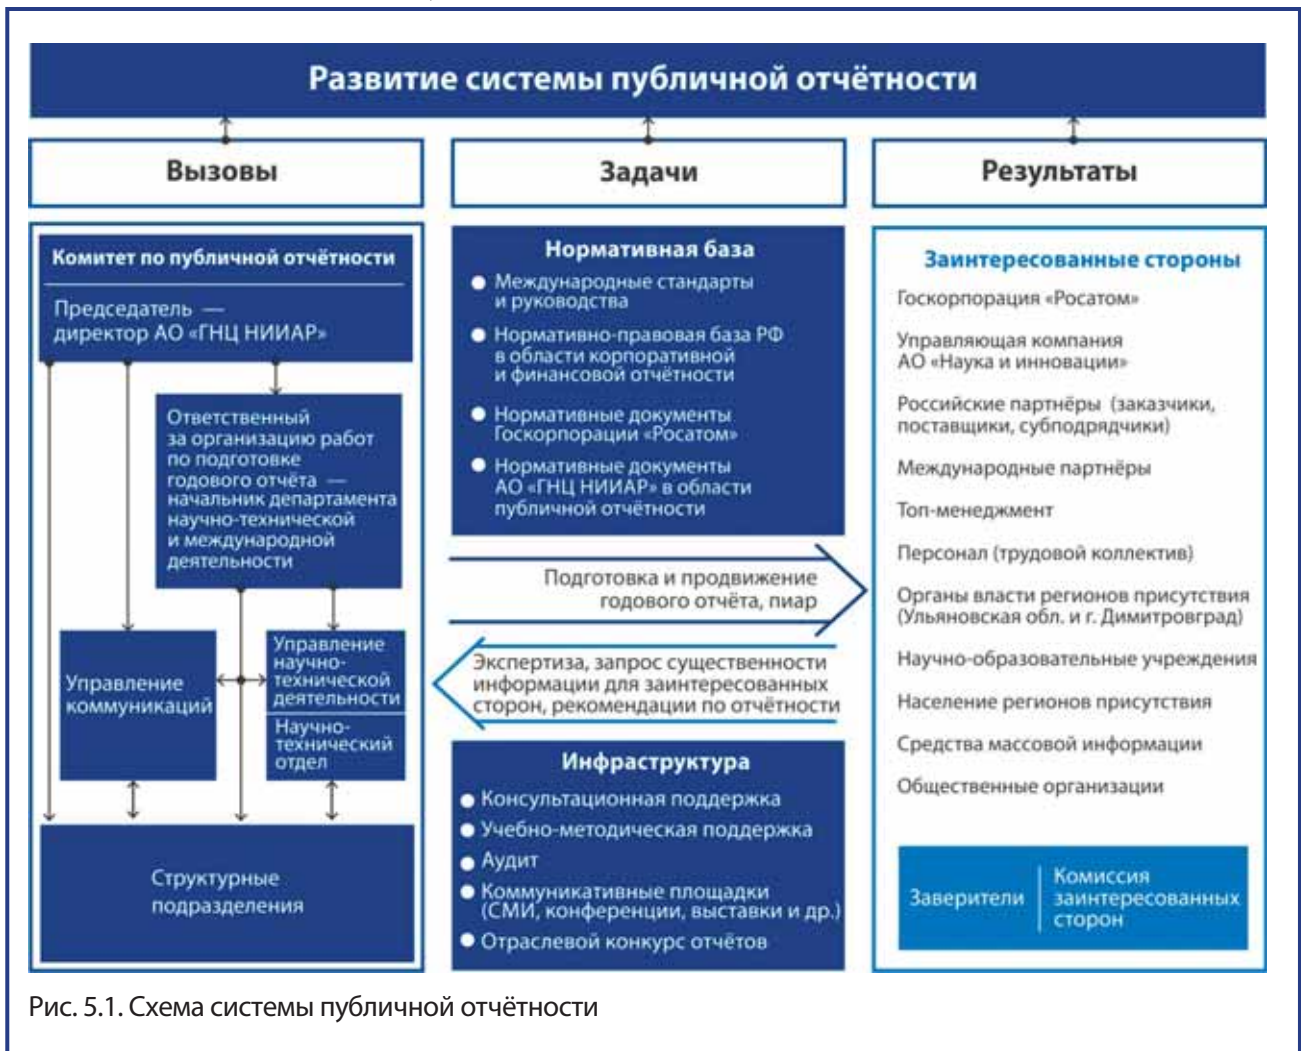 Развитие системы публичной отчётности
Вызовы
Задачи
Результаты
Комитет по публичной отчётности
Председатель —
директор АО «ГНЦ НИИАР»
Ответственный
за организацию работ
по подготовке
годового отчёта —
начальник департамента
научно-технической
и международной
деятельности
Управление
коммуникаций
Управление
научно-
технической
деятельности
Научно-
технический
отдел
Структурные
подразделения
Нормативная база
Международные стандарты
и руководства
Нормативно-правовая база РФ
в области корпоративной
и финансовой отчётности
Нормативные документы
Госкорпорации «Росатом»
Нормативные документы
АО «ГНЦ НИИАР» в области
публичной отчётности
Подготовка и продвижение
годового отчёта, пиар
Экспертиза, запрос существенности
информации для заинтересованных
сторон, рекомендации по отчётности
Инфраструктура
Консультационная поддержка
Учебно-методическая поддержка
Аудит
Коммуникативные площадки
(СМИ, конференции, выставки и др.)
Отраслевой конкурс отчётов
Заинтересованные стороны
Госкорпорация «Росатом»
Управляющая компания
АО «Наука и инновации»
Российские партнёры (заказчики,
поставщики, субподрядчики)
Международные партнёры
Топ-менеджмент
Персонал (трудовой коллектив)
Органы власти регионов присутствия
(Ульяновская обл. и г. Димитровград)
Научно-образовательные учреждения
Население регионов присутствия
Средства массовой информации
Общественные организации
Заверители
Комиссия
заинтересованных
сторон
Рис. 5.1. Схема системы публичной отчётности